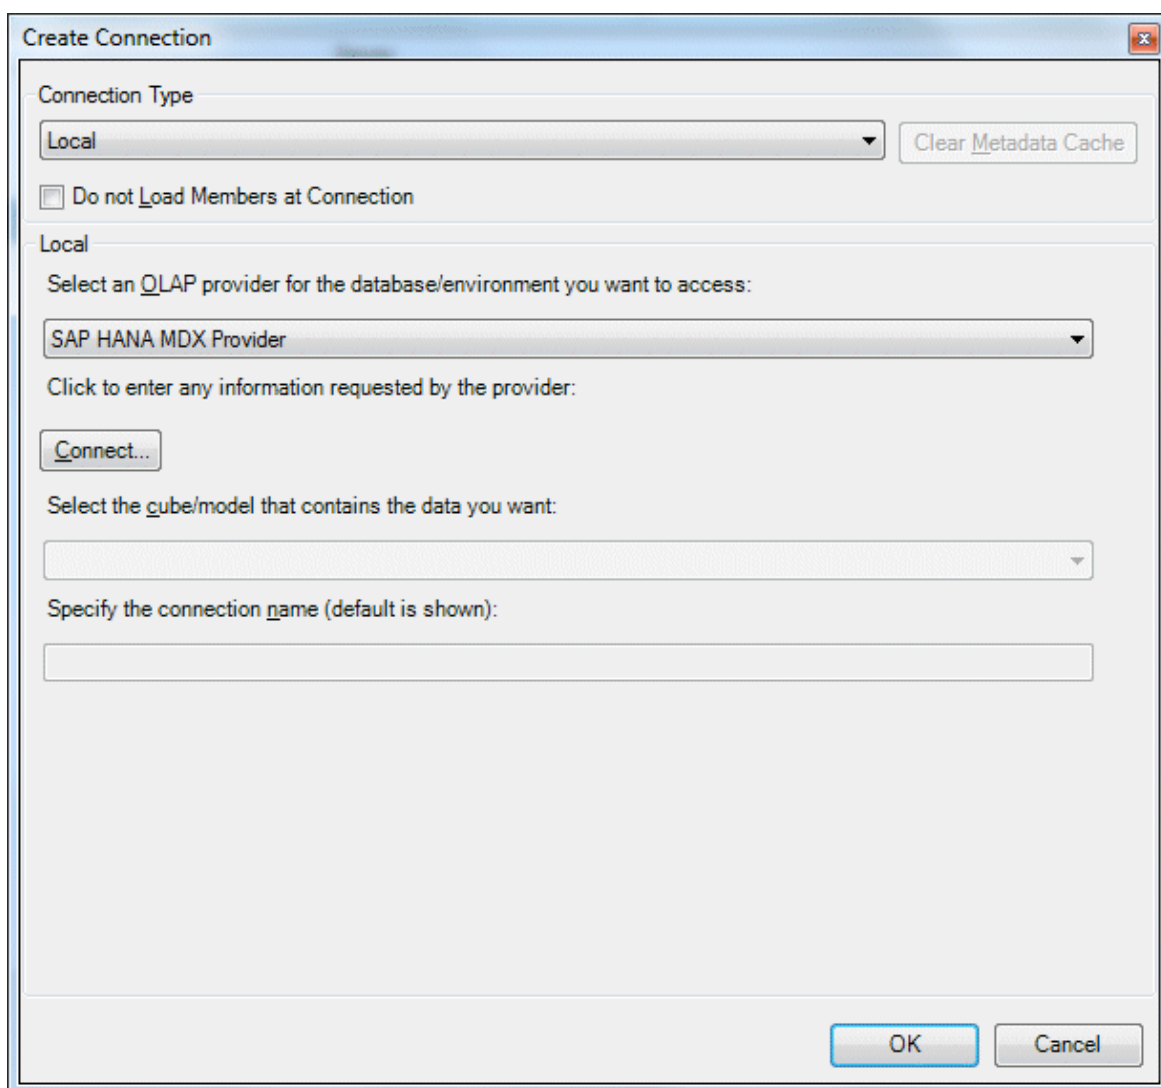 Create Connection
Connection Type
Local
Clear Metadata Cache
Do not Load Members at Connection
Local
Select an OLAP provider for the database/environment you want to access:
SAP HANA MDX Provider
Click to enter any information requested by the provider:
Connect...
Select the cube/model that contains the data you want:
Specify the connection name (default is shown):
OK
Cancel